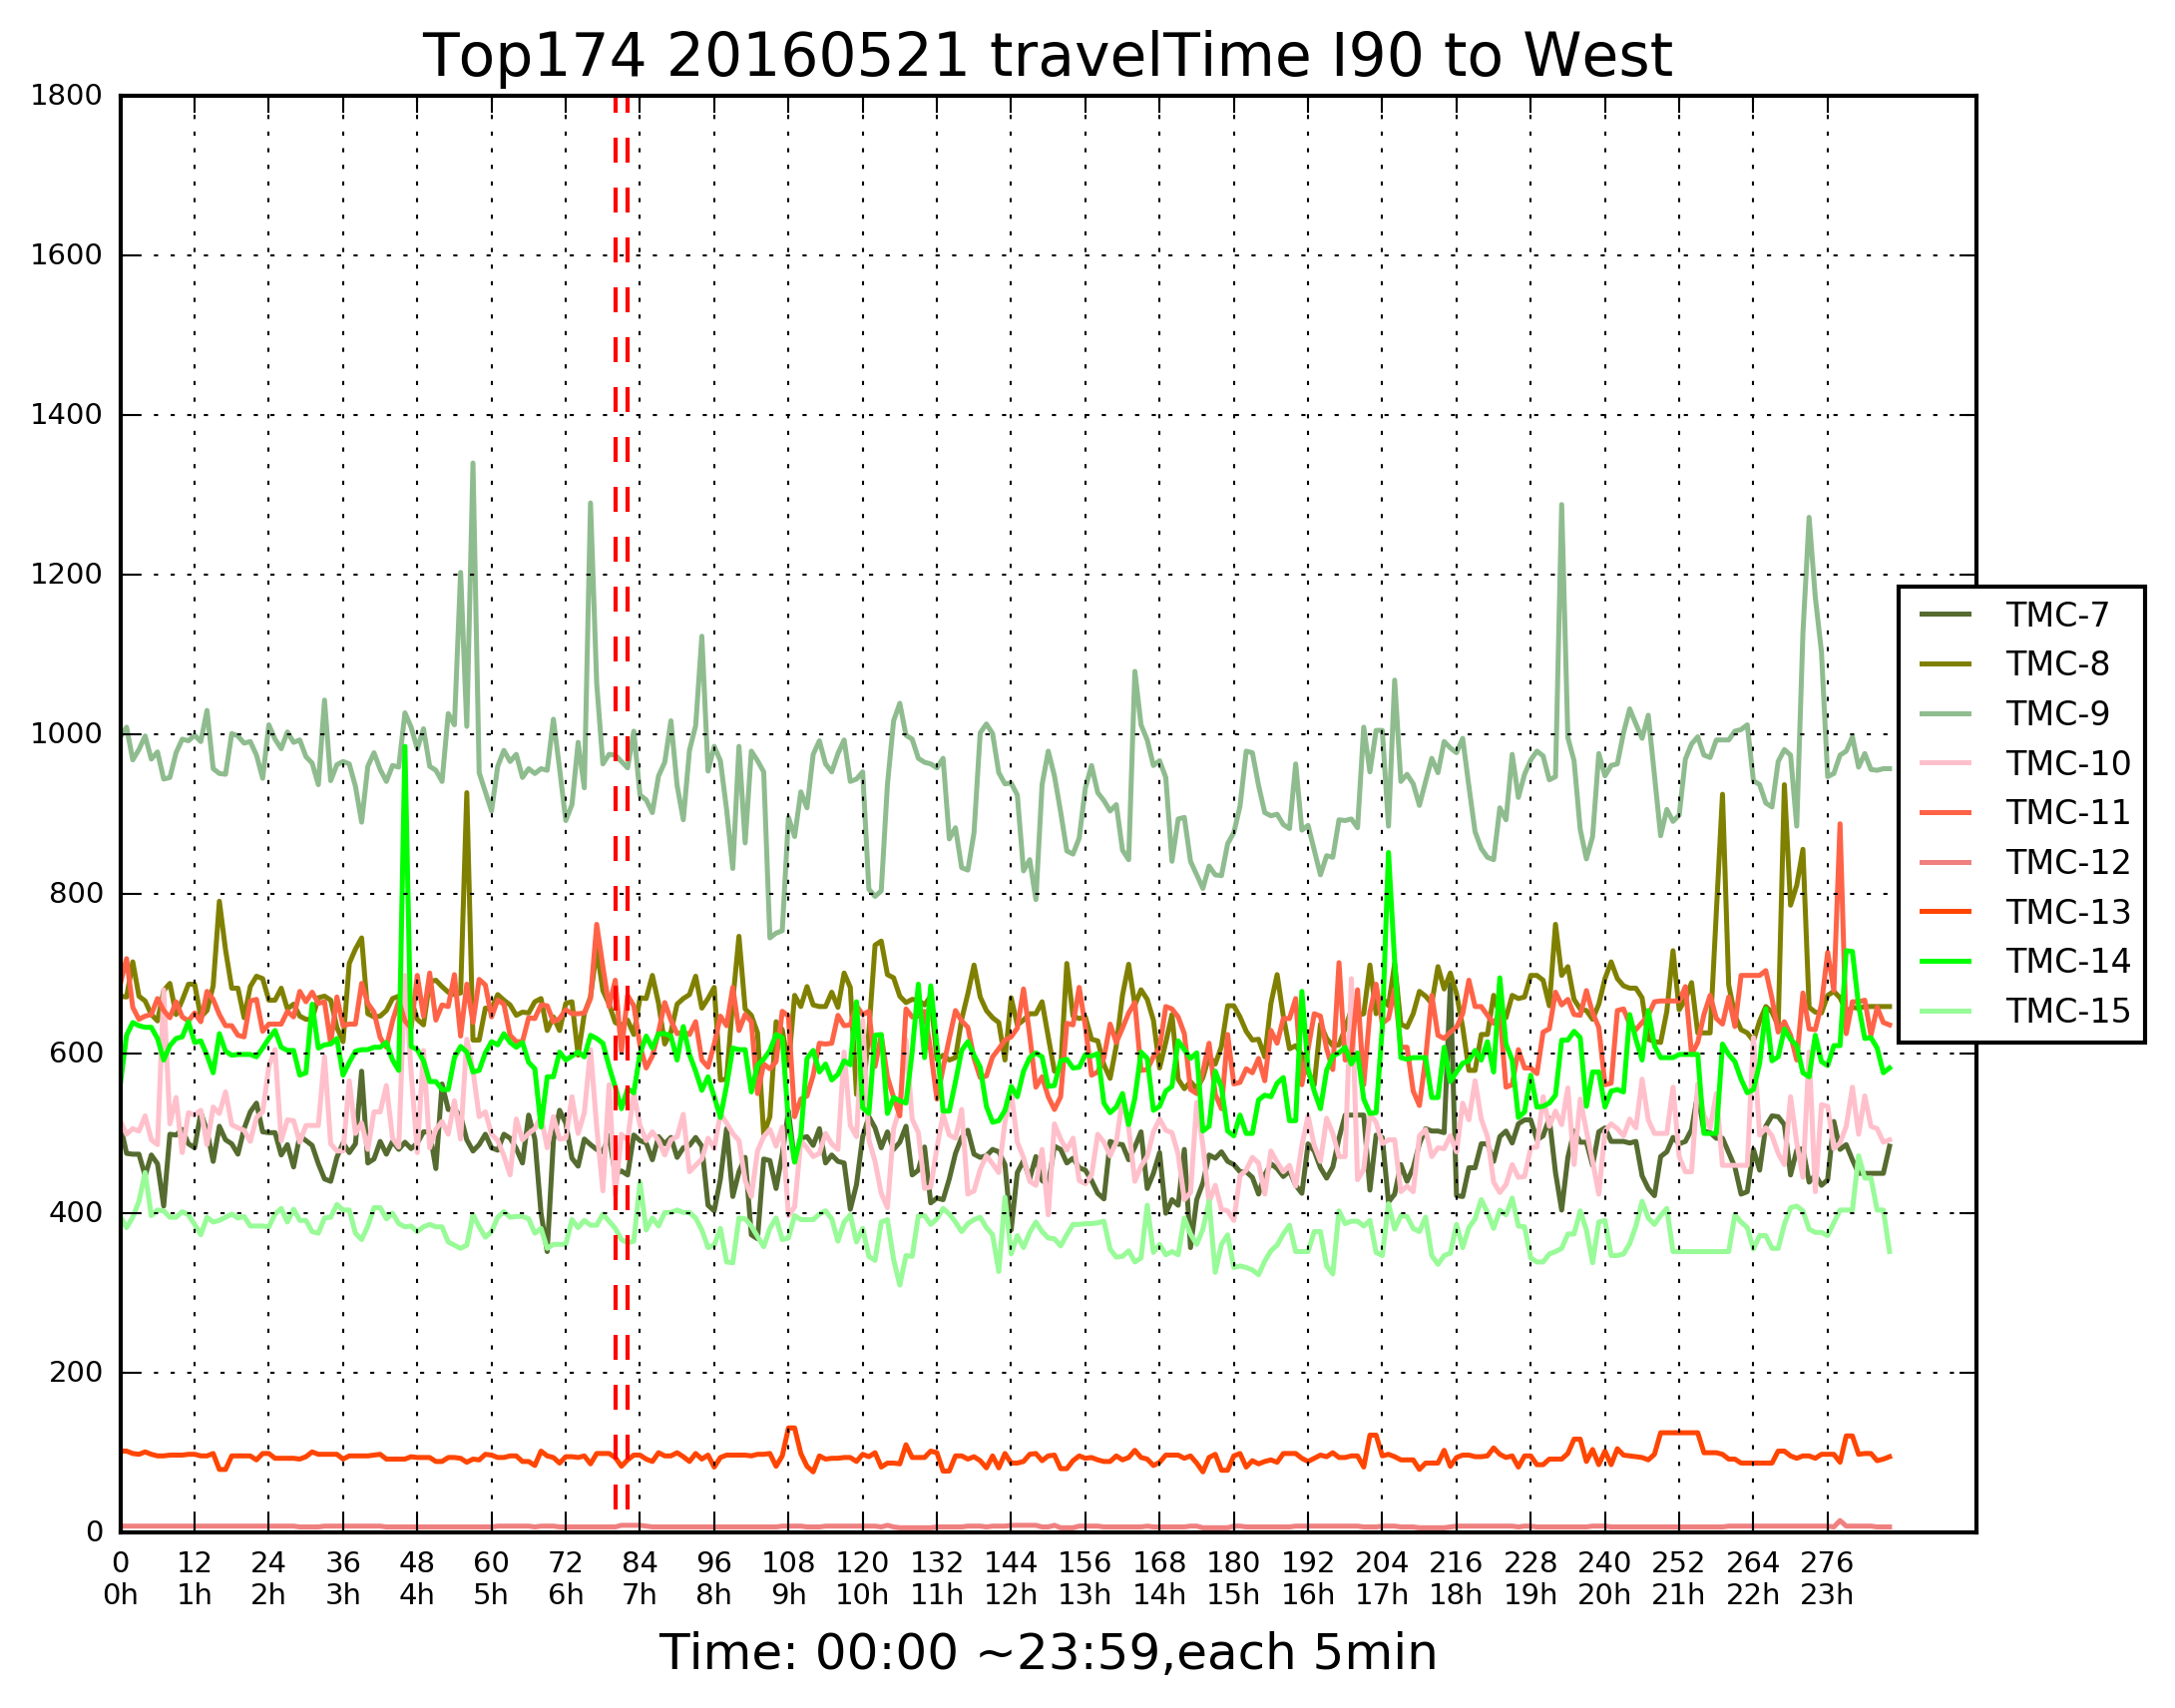 Top174 20160521 travelTime I90 to West
1800
1600
1400
1200
1000
800
600
400
200
0
TMC-7
TMC-8
TMC-9
TMC-10
TMC-11
TMC-12
TMC-13
TMC-14
TMC-15
0 12 24 36 48 60 72 84 96 108 120 132 144 156 168 180 192 204 216 228 240 252 264 276
0h 1h 2h 3h 4h 5h 6h 7h 8h 9h 10h 11h 12h 13h 14h 15h 16h 17h 18h 19h 20h 21h 22h 23h
Time: 00:00 ~23:59,each 5min